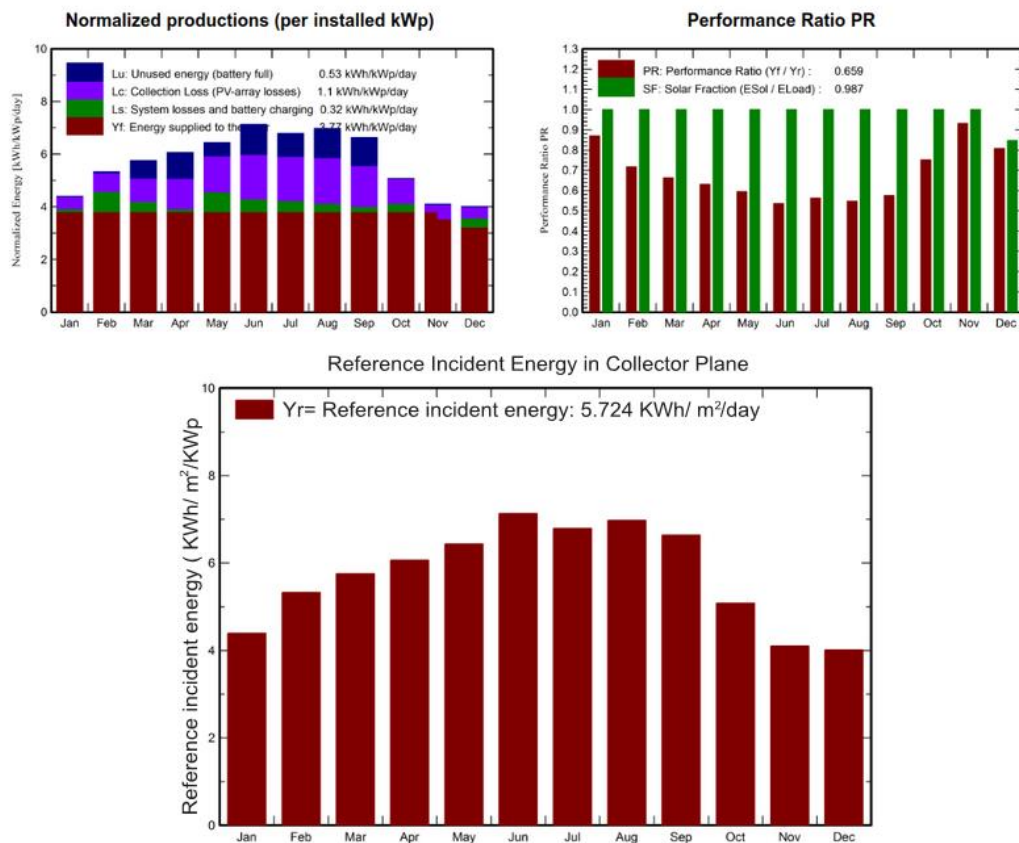 Normalized productions (per installed kWp)
10
8
6
4
2
0
Normalized Energy [kWh/kWp/day]
Lu: Unused energy (battery full) 0.53 kWh/kWp/day
Lc: Collection Loss (PV-array losses) 1.1 kWh/kWp/day
Ls: System losses and battery charging 0.32 kWh/kWp/day
Yf: Energy supplied to the 3.77 kWh/kWp/day
Jan Feb Mar Apr May Jun Jul Aug Sep Oct Nov Dec
Performance Ratio PR
1.3
1.2
1.1
1.0
0.9
0.8
0.7
0.6
0.5
0.4
0.3
0.2
0.1
0.0
Performance Ratio PR
PR: Performance Ratio (Yf / Yr) : 0.659
SF: Solar Fraction (ESol / ELoad) : 0.987
Jan Feb Mar Apr May Jun Jul Aug Sep Oct Nov Dec
Reference Incident Energy in Collector Plane
10
8
6
4
2
0
Reference incident energy ( KWh/ m²/KWp
Yr= Reference incident energy: 5.724 KWh/ m²/day
Jan Feb Mar Apr May Jun Jul Aug Sep Oct Nov Dec